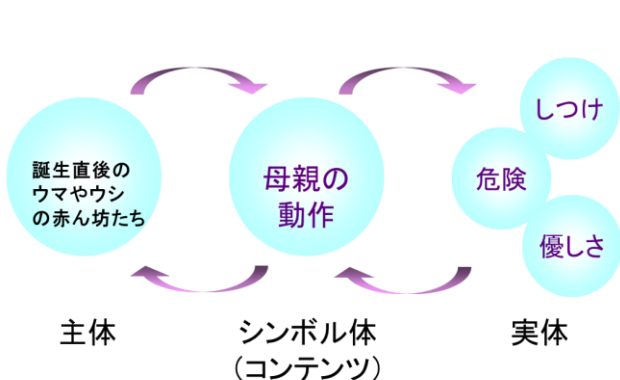 誕生直後の
ウマやウシ
の赤ん坊たち
母親の
動作
しつけ
危険
優しさ
主体
シンボル体
(コンテンツ)
実体